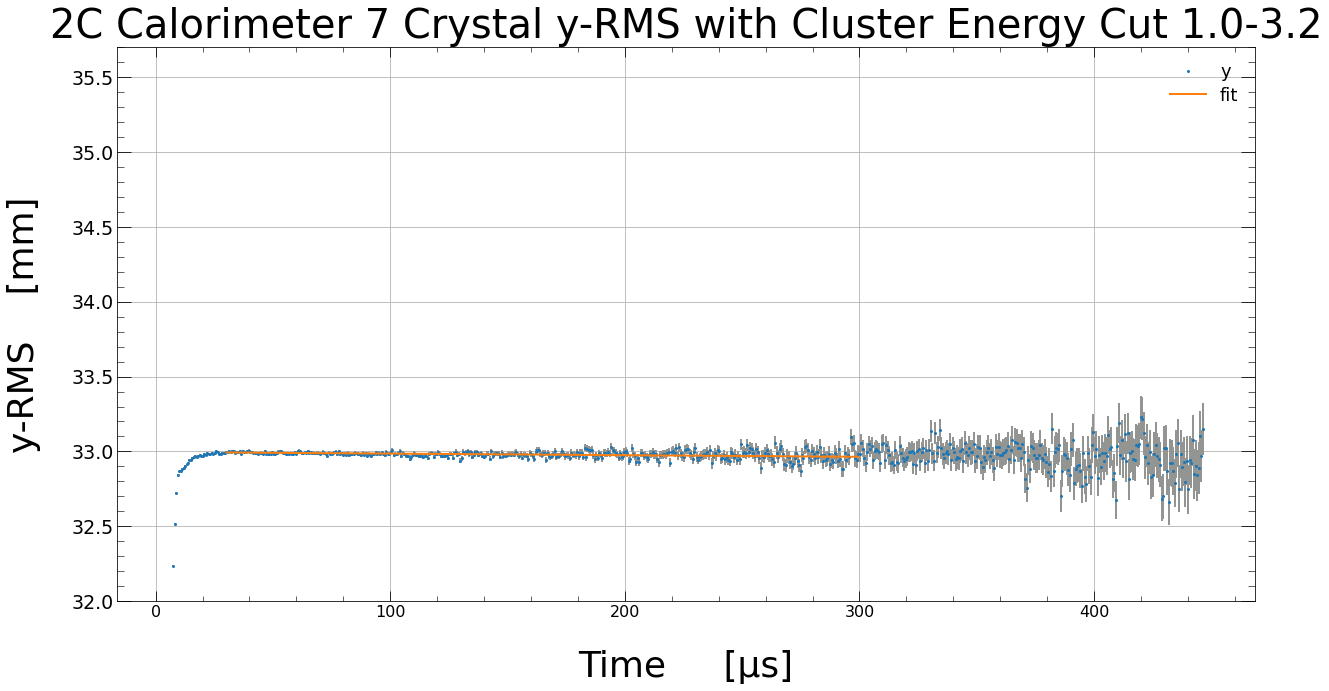 2C Calorimeter 7 Crystal y-RMS with Cluster Energy Cut 1.0-3.2
y
fit
35.5
35.0
34.5
34.0
33.5
33.0
32.5
32.0
y-RMS [mm]
0 100 200 300 400
Time [μs]